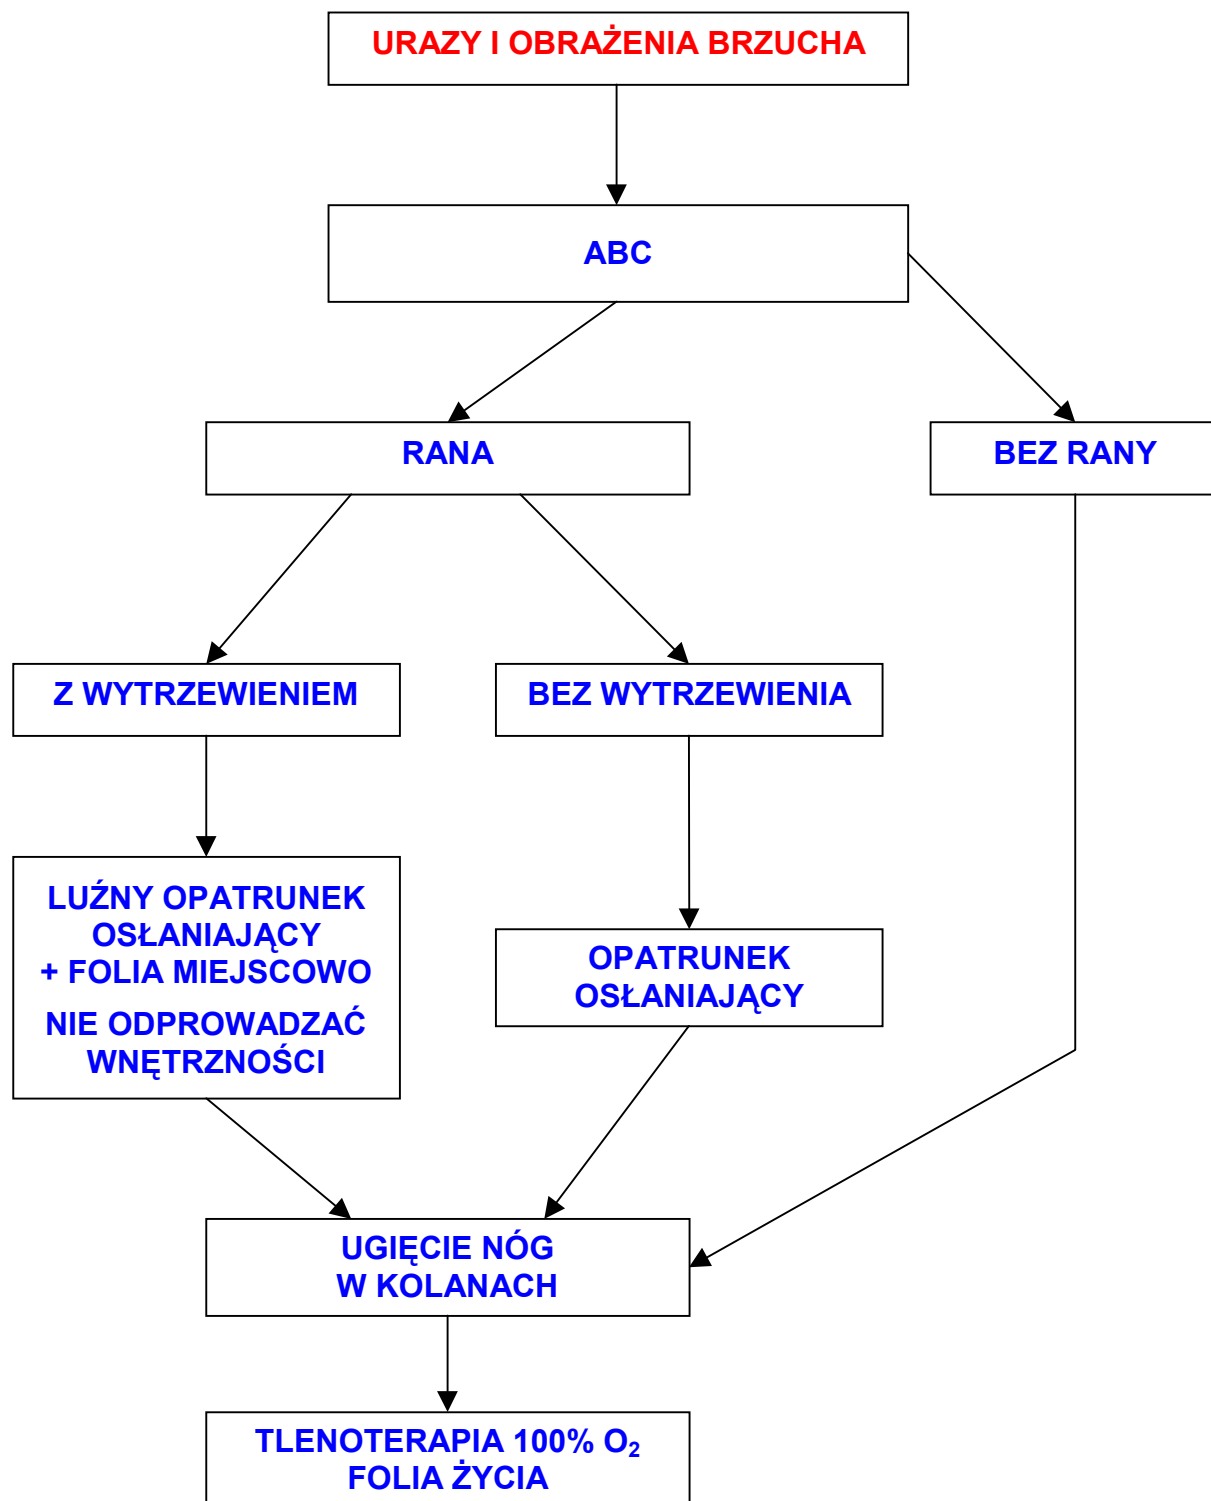 URAZY I OBRAŻENIA BRZUCHA
ABC
RANA
BEZ RANY
Z WYTRZEWIENIEM
BEZ WYTRZEWIENIA
LUŹNY OPATRUNEK
OSŁANIAJĄCY
+ FOLIA MIEJSCOWO
NIE ODPROWADZAĆ
WNĘTRZNOŚCI
OPATRUNEK
OSŁANIAJĄCY
UGIĘCIE NÓG
W KOLANACH
TLENOTERAPIA 100% O₂
FOLIA ŻYCIA